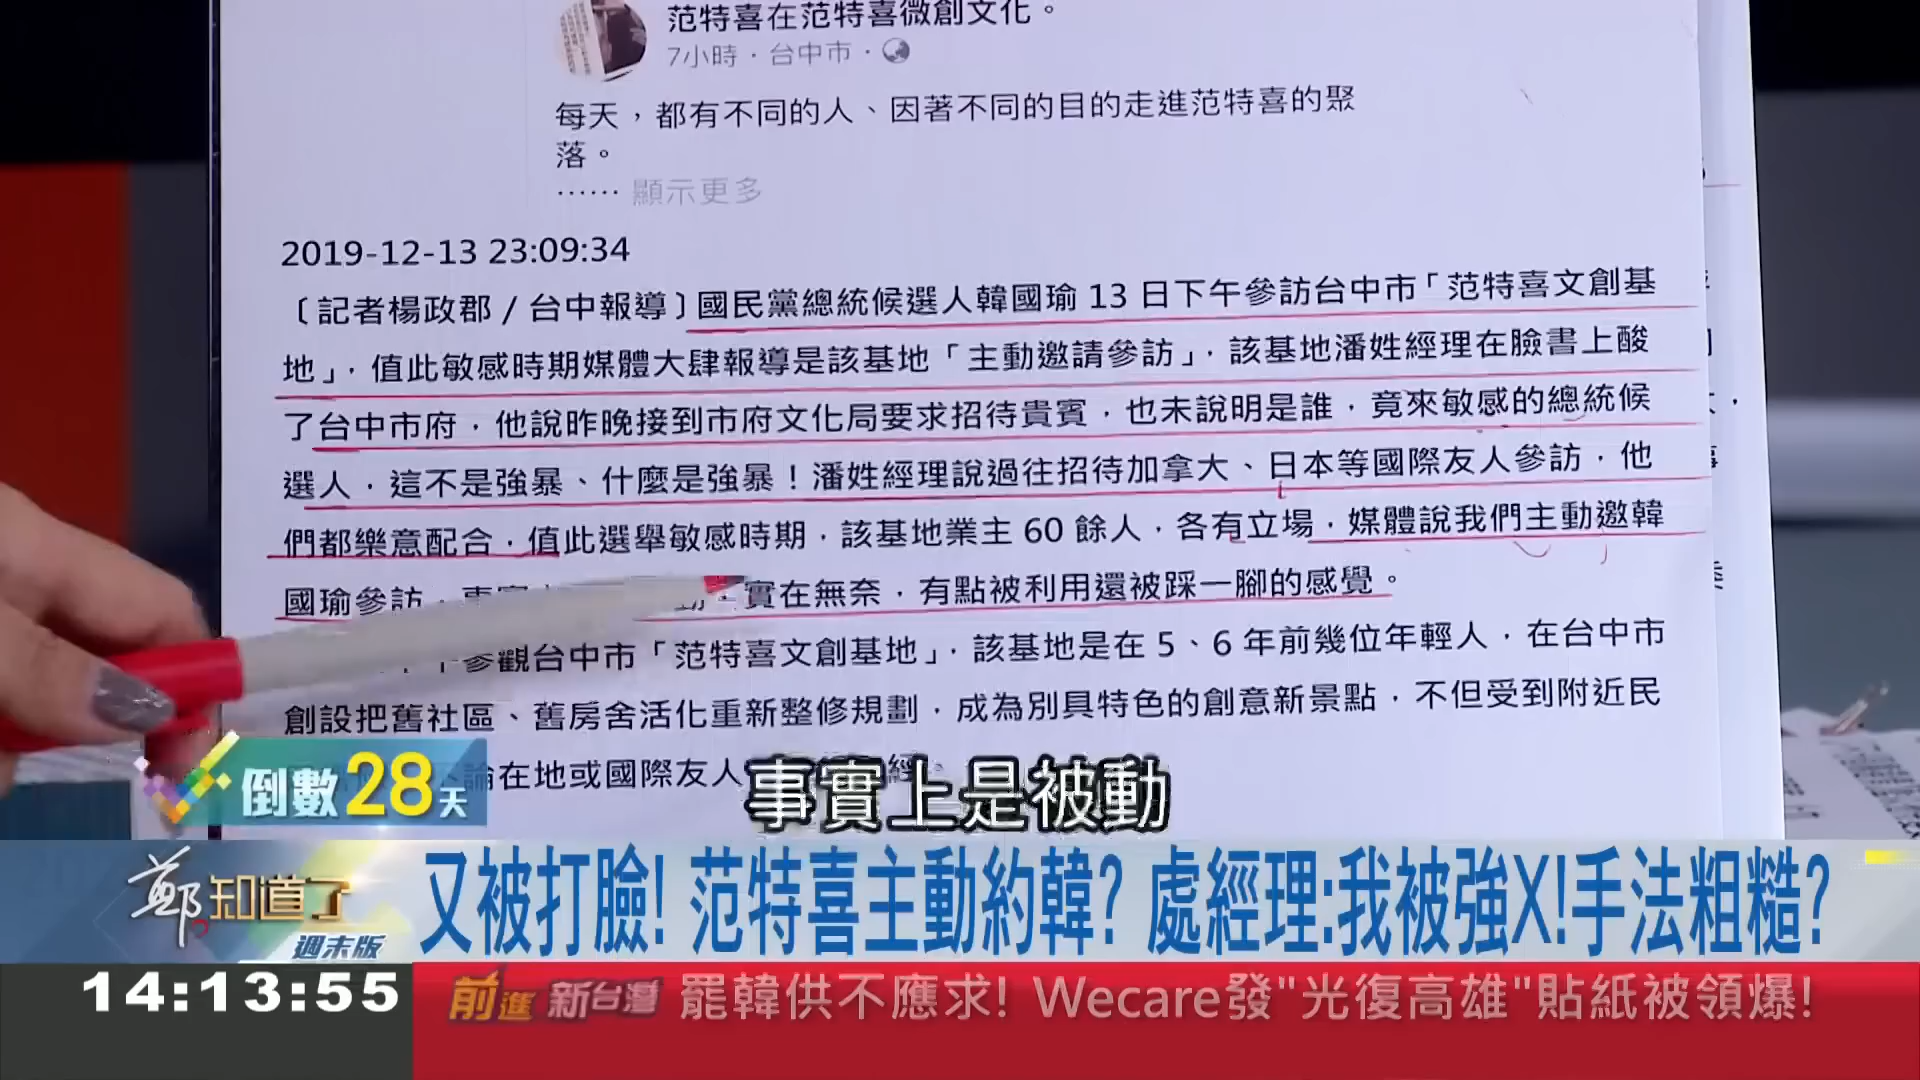 范特喜在范特喜微創文化。
7小時·台中市·
每天，都有不同的人、因著不同的目的走進范特喜的聚
落。
······顯示更多
2019-12-13 23:09:34
〔記者楊政郡／台中報導〕國民黨總統候選人韓國瑜13日下午參訪台中市「范特喜文創基
地」，值此敏感時期媒體大肆報導是該基地「主動邀請參訪」，該基地潘姓經理在臉書上酸
了台中市府，他說昨晚接到市府文化局要求招待貴賓，也未說明是誰，竟來敏感的總統候
選人，這不是強暴、什麼是強暴！潘姓經理說過往招待加拿大、日本等國際友人參訪，他
們都樂意配合，值此選舉敏感時期，該基地業主60餘人，各有立場，媒體說我們主動邀韓
國瑜參訪，事實 動，實在無奈，有點被利用還被踩一腳的感覺。
參觀台中市「范特喜文創基地」，該基地是在5、6年前幾位年輕人，在台中市
創設把舊社區、舊房舍活化重新整修規劃，成為別具特色的創意新景點，不但受到附近民
論在地或國際友人 經
事實上是被動
倒數28天
鄭知道了
週末版
又被打臉! 范特喜主動約韓? 處經理:我被強X!手法粗糙?
14:13:55
前進新台灣 罷韓供不應求! Wecare發"光復高雄"貼紙被領爆!